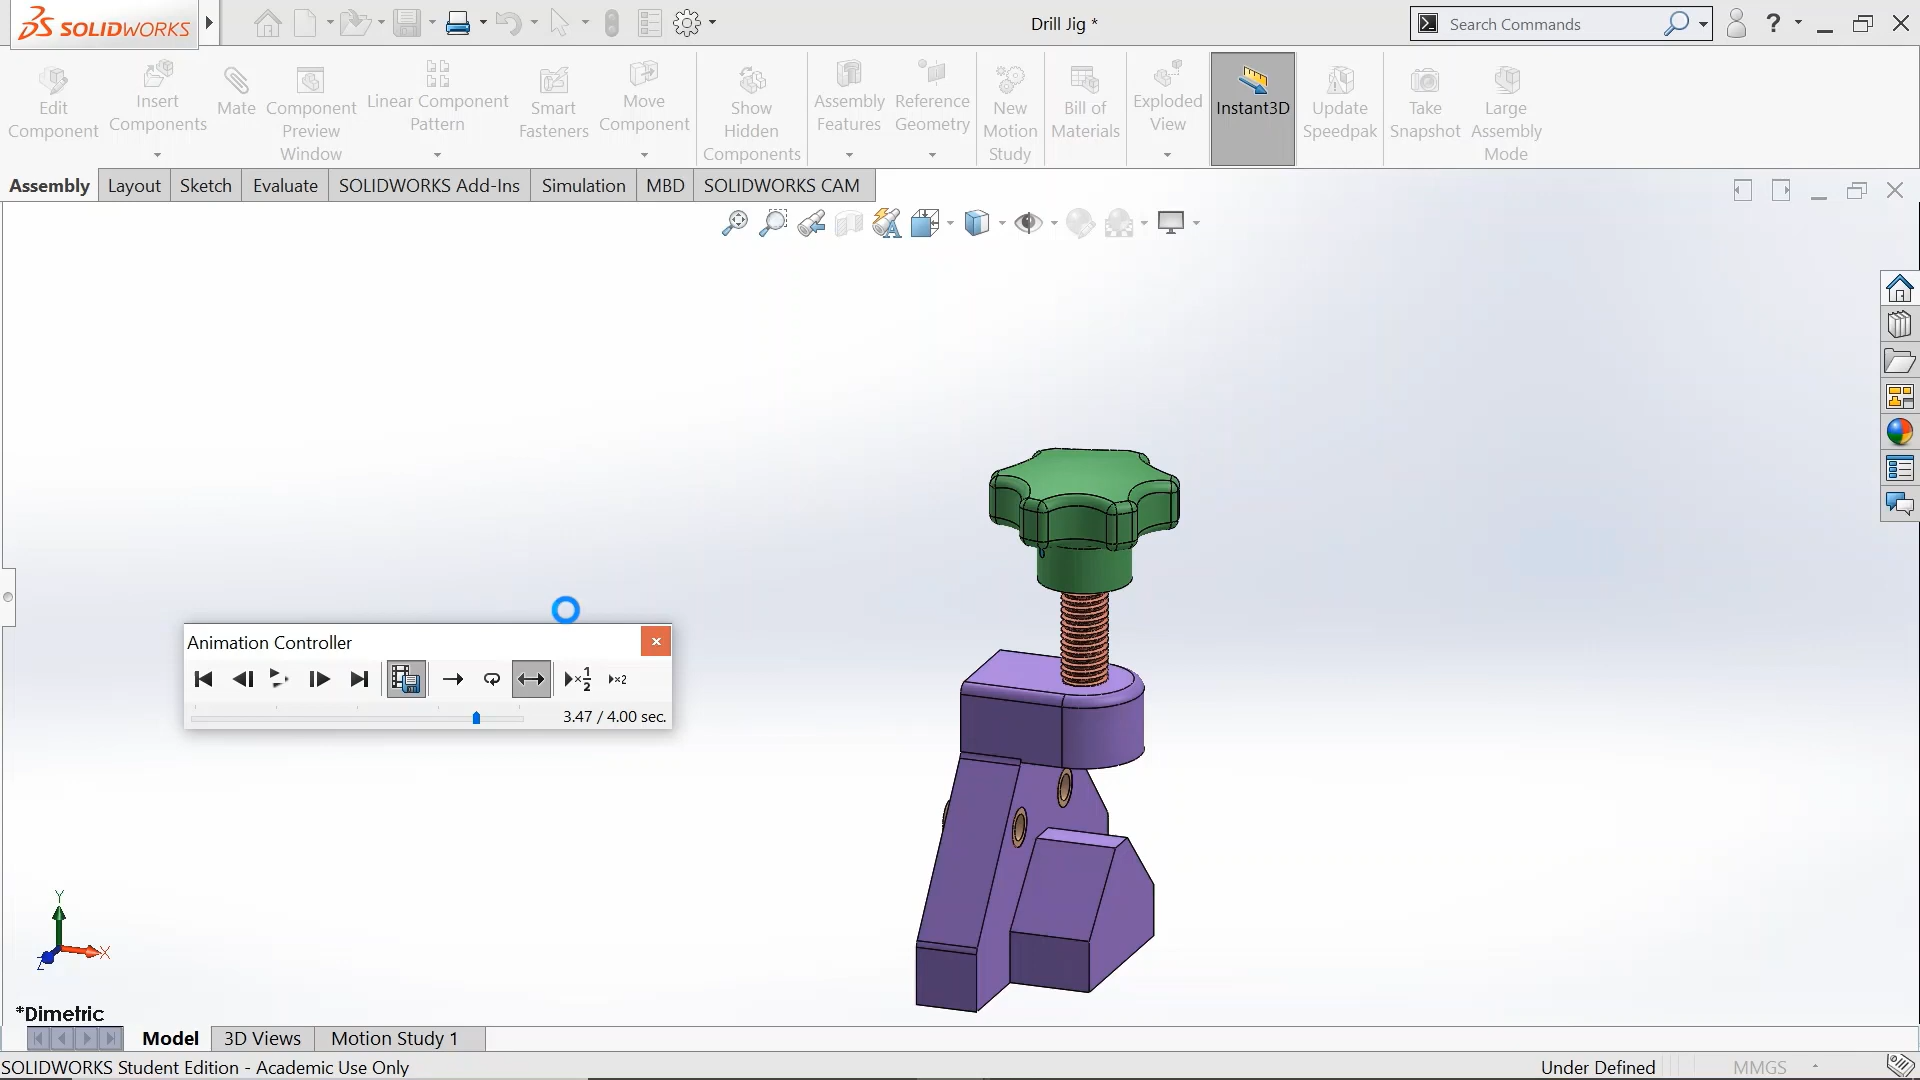 SOLIDWORKS
Drill Jig *
Search Commands
?
Edit
Component
Insert
Components
Mate
Component
Preview
Window
Linear Component
Pattern
Smart
Fasteners
Move
Component
Show
Hidden
Components
Assembly
Features
Reference
Geometry
New
Motion
Study
Bill of
Materials
Exploded
View
Instant3D
Update
Speedpak
Take
Snapshot
Large
Assembly
Mode
Assembly
Layout
Sketch
Evaluate
SOLIDWORKS Add-Ins
Simulation
MBD
SOLIDWORKS CAM
Animation Controller
×1/2
×2
3.47 / 4.00 sec.
Y
X
Z
*Dimetric
Model
3D Views
Motion Study 1
SOLIDWORKS Student Edition - Academic Use Only
Under Defined
MMGS